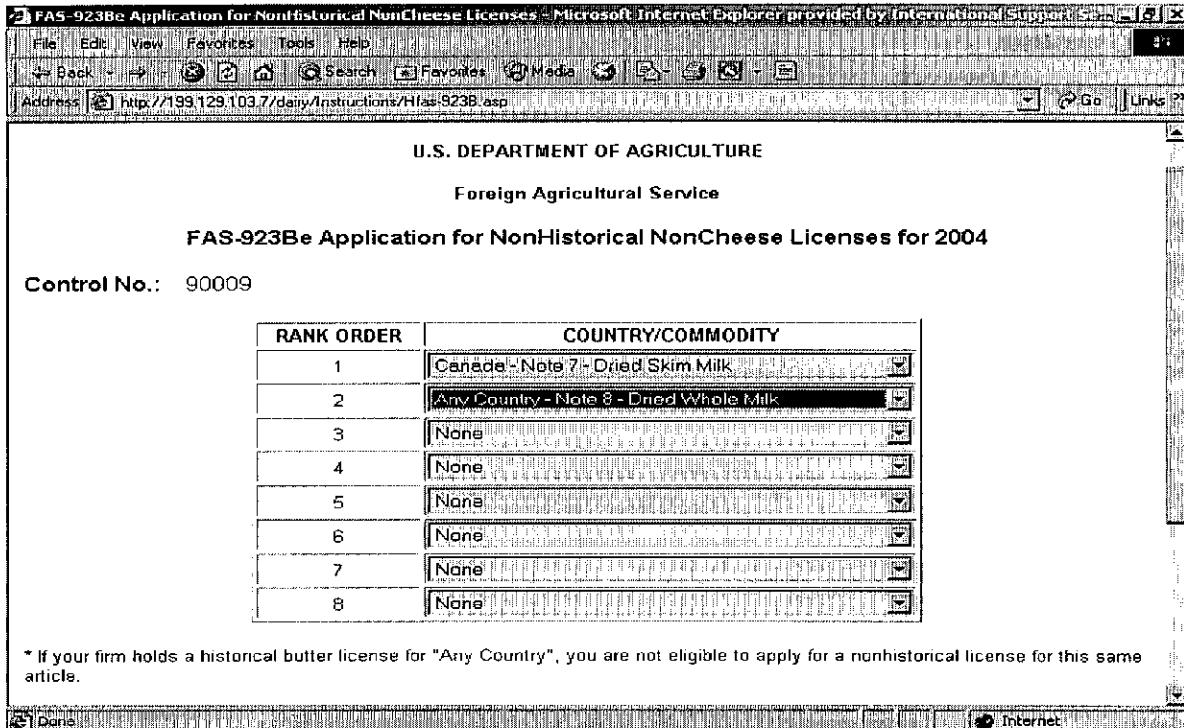 FAS-923Be Application for NonHistorical NonCheese Licenses - Microsoft Internet Explorer provided by International Support
File Edit View Favorites Tools Help
Back Search Favorites Media
Address http://199.129.103.7/dairy/Instructions/Hfas-923B.asp Go Links »
U.S. DEPARTMENT OF AGRICULTURE
Foreign Agricultural Service
FAS-923Be Application for NonHistorical NonCheese Licenses for 2004
Control No.: 90009
RANK ORDER COUNTRY/COMMODITY
1 Canada - Note 7 - Dried Skim Milk
2 Any Country - Note 8 - Dried Whole Milk
3 None
4 None
5 None
6 None
7 None
8 None
* If your firm holds a historical butter license for "Any Country", you are not eligible to apply for a nonhistorical license for this same
article.
Done Internet